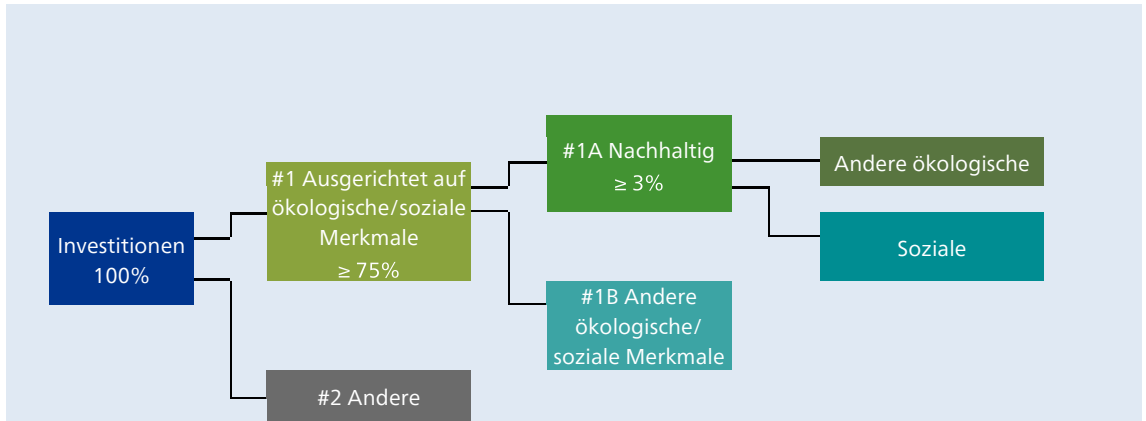 Investitionen
100%
#1 Ausgerichtet auf
ökologische/soziale
Merkmale
≥ 75%
#2 Andere
#1A Nachhaltig
≥ 3%
#1B Andere
ökologische/
soziale Merkmale
Andere ökologische
Soziale